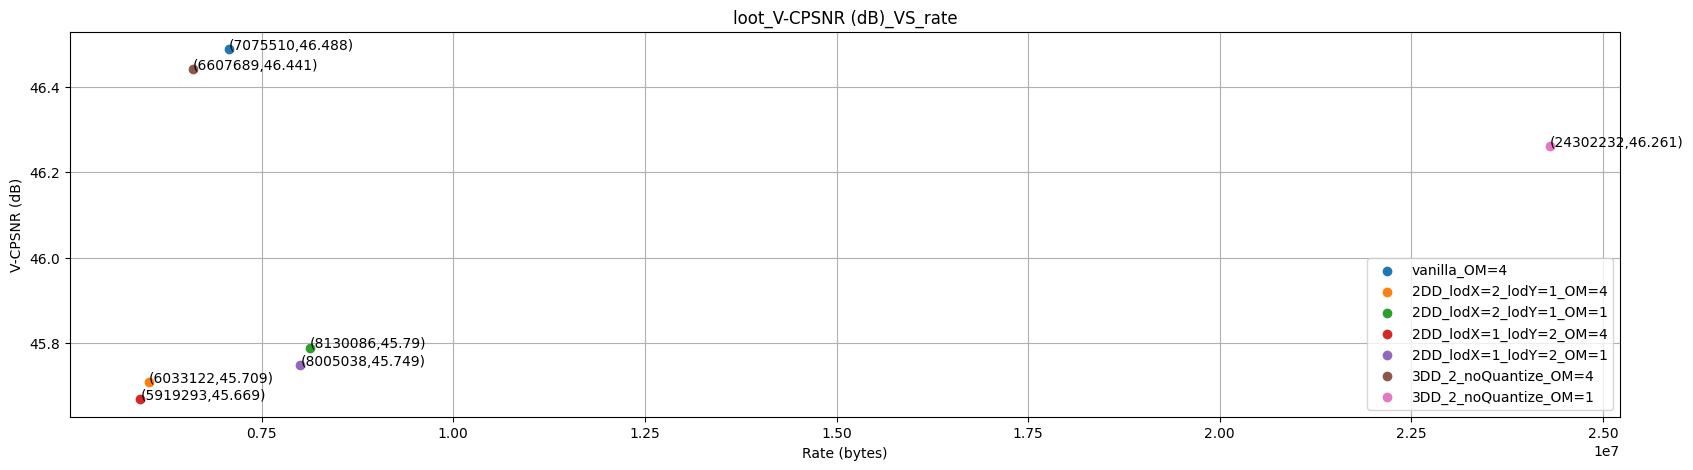 loot_V-CPSNR (dB)_VS_rate
(7075510,46.488)
(6607689,46.441)
(24302232,46.261)
(8130086,45.79)
(8005038,45.749)
(6033122,45.709)
(5919293,45.669)
V-CPSNR (dB)
46.4
46.2
46.0
45.8
vanilla_OM=4
2DD_lodX=2_lodY=1_OM=4
2DD_lodX=2_lodY=1_OM=1
2DD_lodX=1_lodY=2_OM=4
2DD_lodX=1_lodY=2_OM=1
3DD_2_noQuantize_OM=4
3DD_2_noQuantize_OM=1
0.75 1.00 1.25 1.50 1.75 2.00 2.25 2.50
1e7
Rate (bytes)